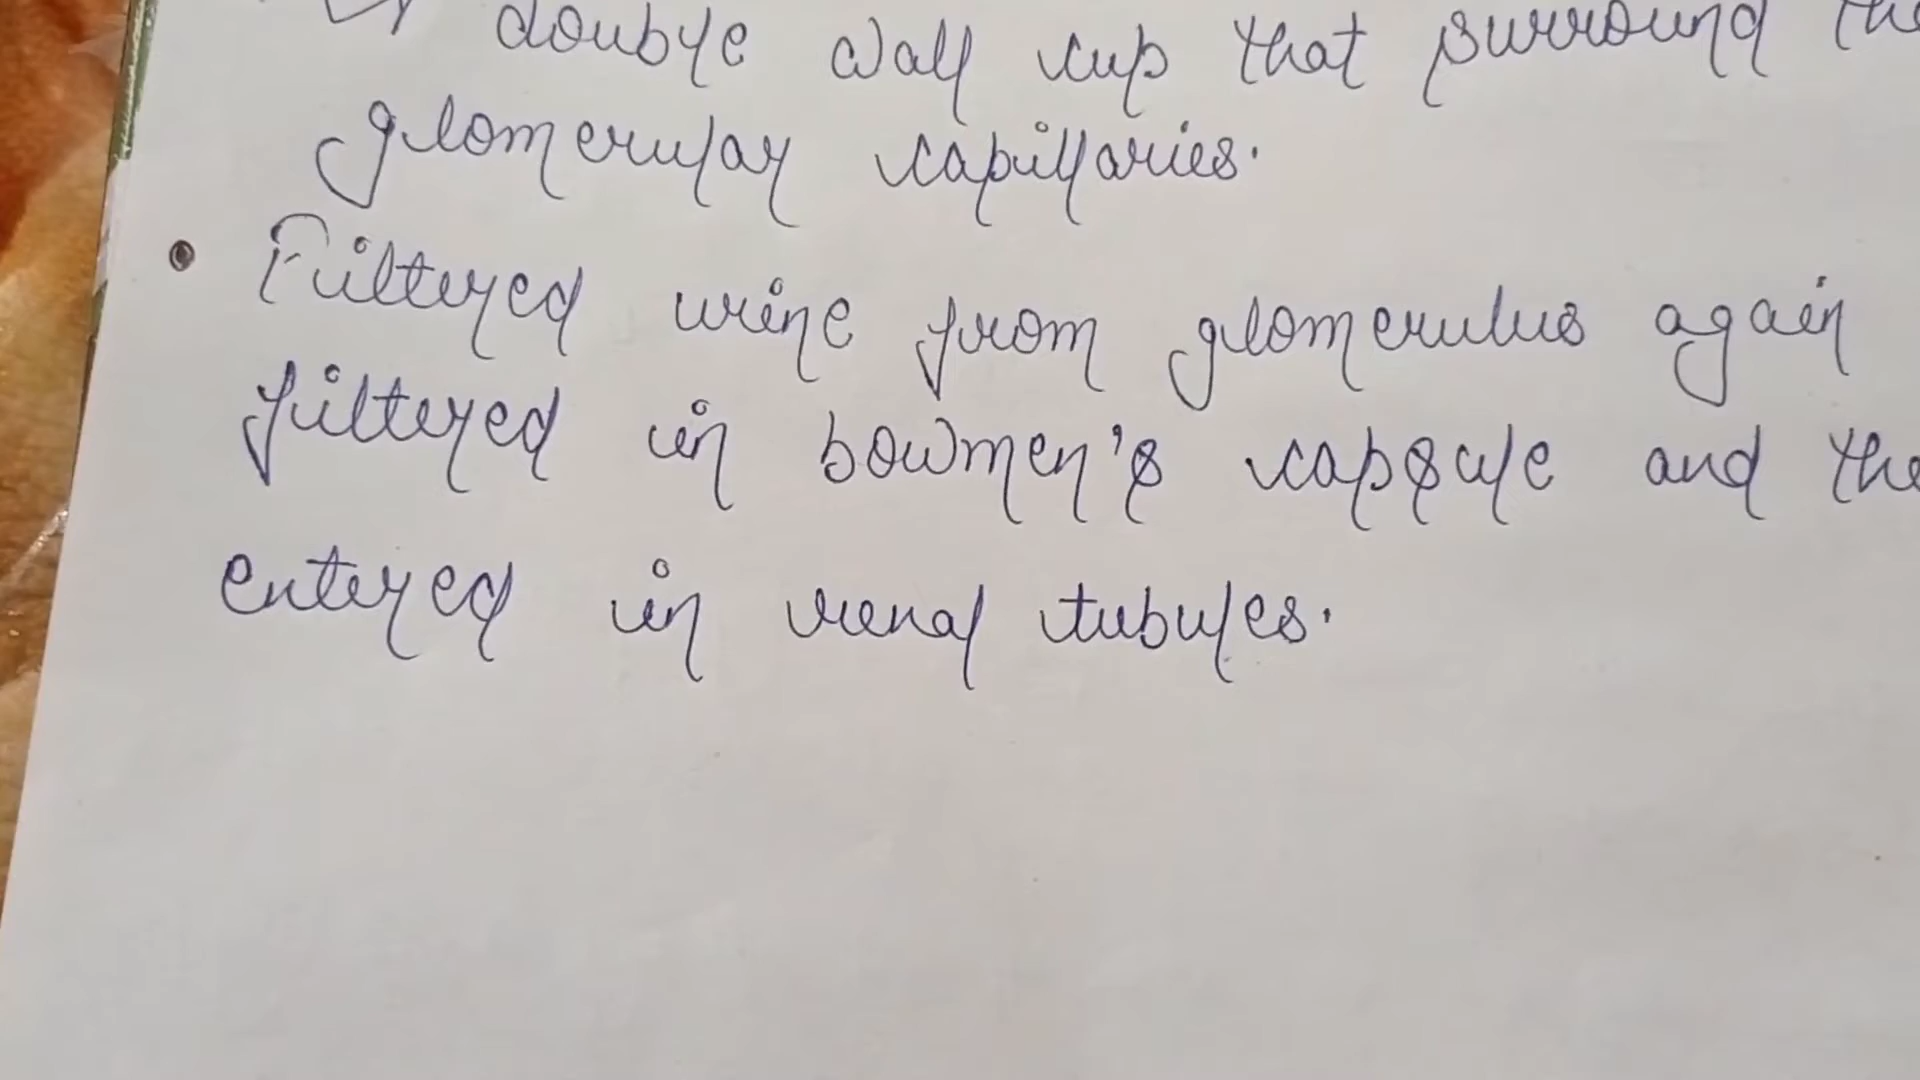 double wall cup that surround the
glomerular capillaries.
• Filtered urine from glomerulus again
filtered in bowmen's capsule and the
entered in renal tubules.